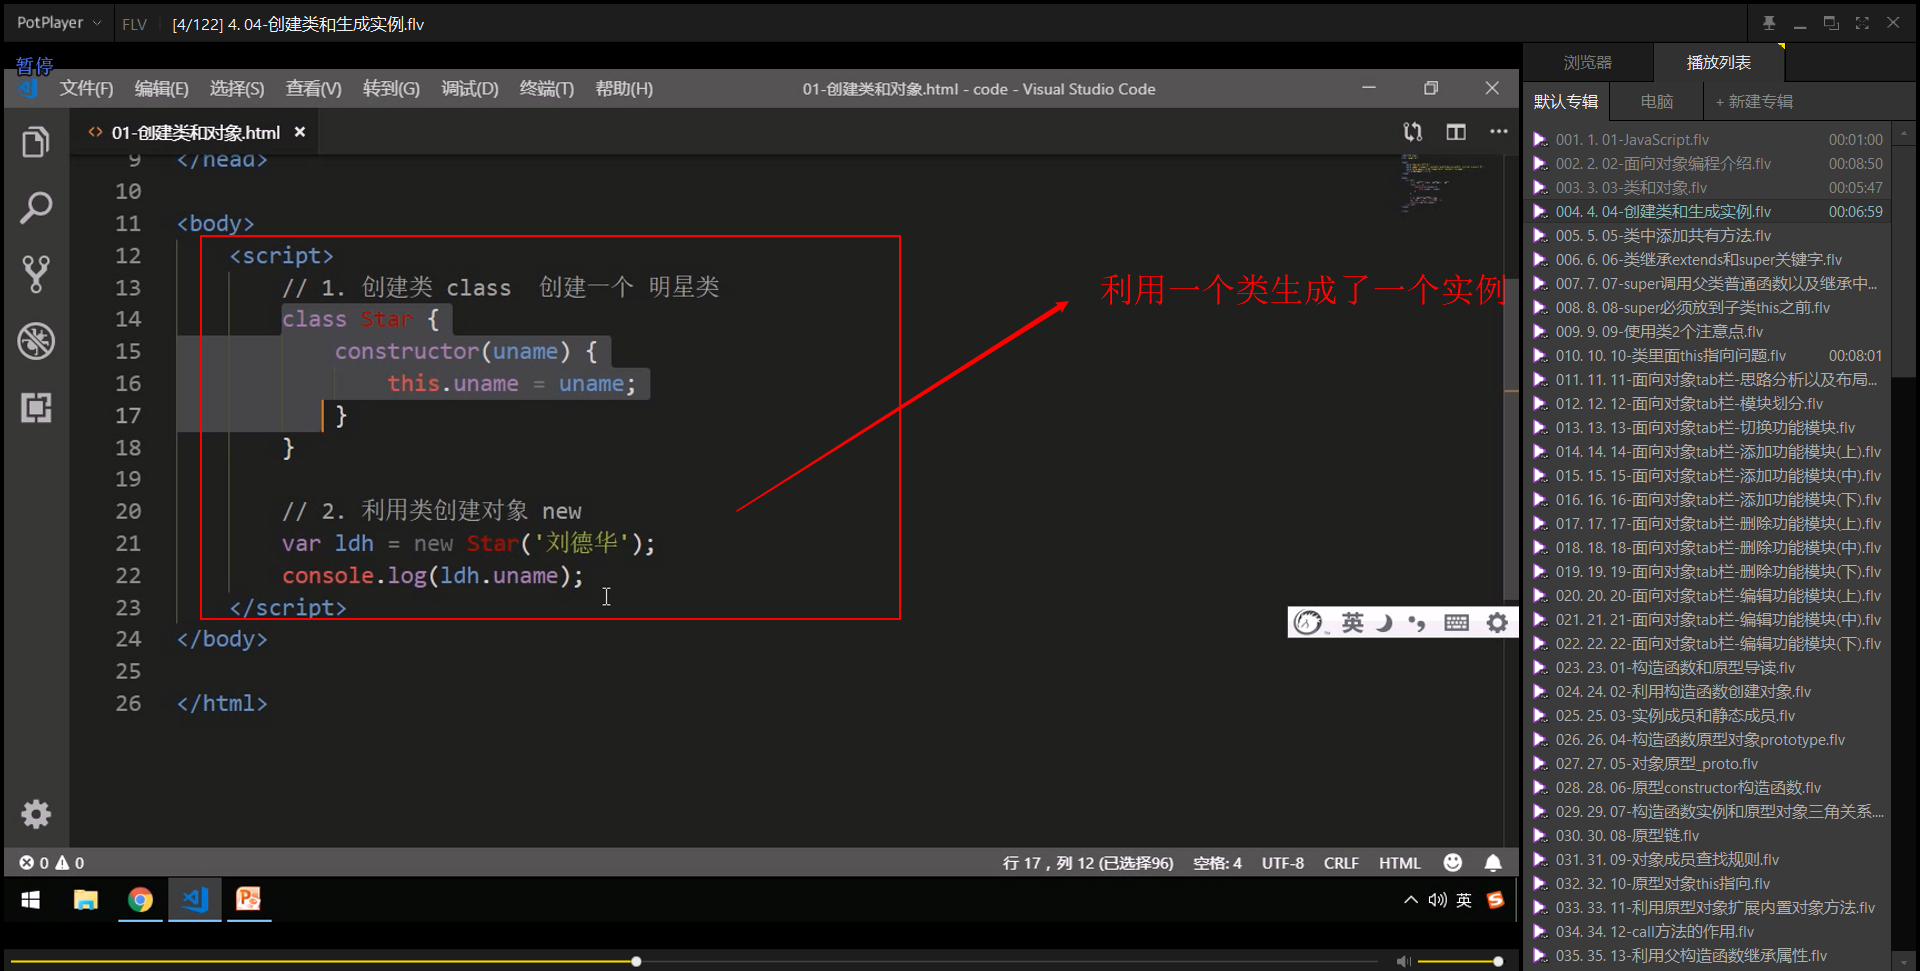 PotPlayer
FLV
[4/122] 4. 04-创建类和生成实例.flv
暂停
文件(F) 编辑(E) 选择(S) 查看(V) 转到(G) 调试(D) 终端(T) 帮助(H)
01-创建类和对象.html - code - Visual Studio Code
<> 01-创建类和对象.html ×
9 </head>
10
11 <body>
12 <script>
13 // 1. 创建类 class 创建一个 明星类
14 class Star {
15 constructor(uname) {
16 this.uname = uname;
17 }
18 }
19
20 // 2. 利用类创建对象 new
21 var ldh = new Star('刘德华');
22 console.log(ldh.uname);
23 </script>
24 </body>
25
26 </html>
利用一个类生成了一个实例
英
0 0
行 17，列 12 (已选择96) 空格: 4 UTF-8 CRLF HTML
英
浏览器 播放列表
默认专辑 电脑 + 新建专辑
001. 1. 01-JavaScript.flv 00:01:00
002. 2. 02-面向对象编程介绍.flv 00:08:50
003. 3. 03-类和对象.flv 00:05:47
004. 4. 04-创建类和生成实例.flv 00:06:59
005. 5. 05-类中添加共有方法.flv
006. 6. 06-类继承extends和super关键字.flv
007. 7. 07-super调用父类普通函数以及继承中...
008. 8. 08-super必须放到子类this之前.flv
009. 9. 09-使用类2个注意点.flv
010. 10. 10-类里面this指向问题.flv 00:08:01
011. 11. 11-面向对象tab栏-思路分析以及布局...
012. 12. 12-面向对象tab栏-模块划分.flv
013. 13. 13-面向对象tab栏-切换功能模块.flv
014. 14. 14-面向对象tab栏-添加功能模块(上).flv
015. 15. 15-面向对象tab栏-添加功能模块(中).flv
016. 16. 16-面向对象tab栏-添加功能模块(下).flv
017. 17. 17-面向对象tab栏-删除功能模块(上).flv
018. 18. 18-面向对象tab栏-删除功能模块(中).flv
019. 19. 19-面向对象tab栏-删除功能模块(下).flv
020. 20. 20-面向对象tab栏-编辑功能模块(上).flv
021. 21. 21-面向对象tab栏-编辑功能模块(中).flv
022. 22. 22-面向对象tab栏-编辑功能模块(下).flv
023. 23. 01-构造函数和原型导读.flv
024. 24. 02-利用构造函数创建对象.flv
025. 25. 03-实例成员和静态成员.flv
026. 26. 04-构造函数原型对象prototype.flv
027. 27. 05-对象原型_proto.flv
028. 28. 06-原型constructor构造函数.flv
029. 29. 07-构造函数实例和原型对象三角关系....
030. 30. 08-原型链.flv
031. 31. 09-对象成员查找规则.flv
032. 32. 10-原型对象this指向.flv
033. 33. 11-利用原型对象扩展内置对象方法.flv
034. 34. 12-call方法的作用.flv
035. 35. 13-利用父构造函数继承属性.flv